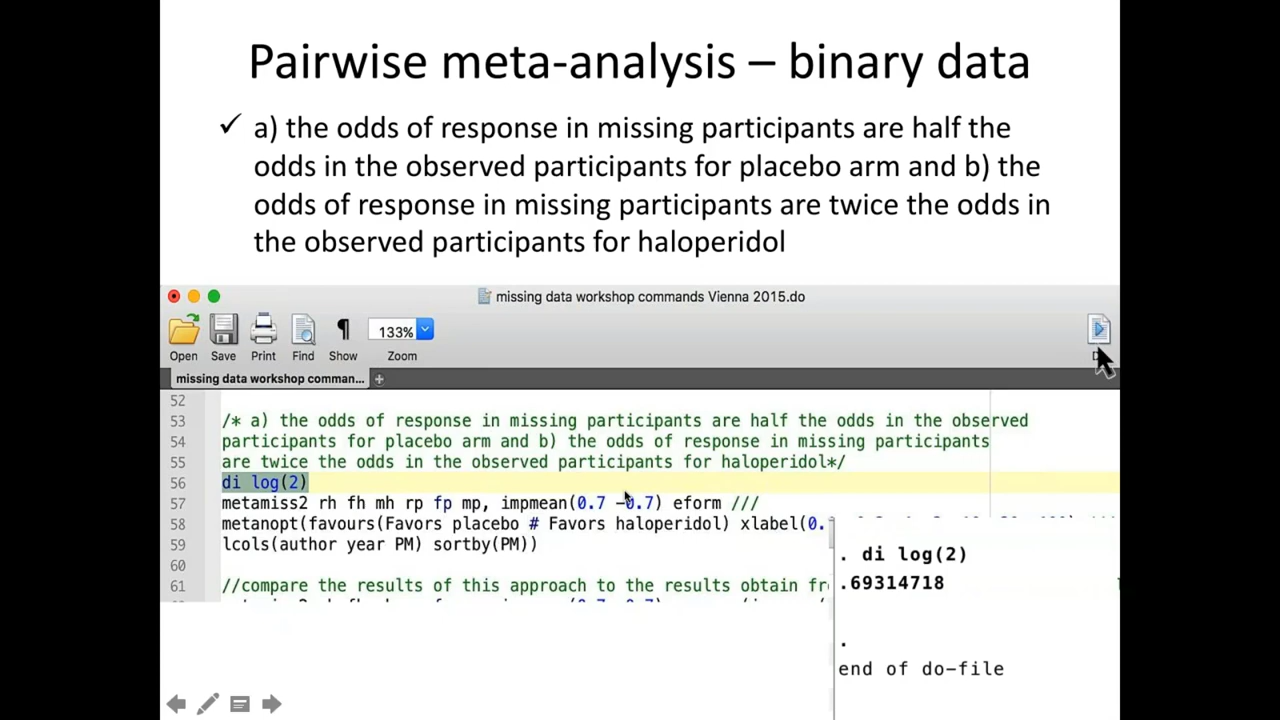 Pairwise meta-analysis – binary data
✓ a) the odds of response in missing participants are half the
odds in the observed participants for placebo arm and b) the
odds of response in missing participants are twice the odds in
the observed participants for haloperidol
missing data workshop commands Vienna 2015.do
133%
Open Save Print Find Show Zoom
missing data workshop comman...
52
53 /* a) the odds of response in missing participants are half the odds in the observed
54 participants for placebo arm and b) the odds of response in missing participants
55 are twice the odds in the observed participants for haloperidol*/
56 di log(2)
57 metamiss2 rh fh mh rp fp mp, impmean(0.7 -0.7) eform ///
58 metanopt(favours(Favors placebo # Favors haloperidol) xlabel(0.
59 lcols(author year PM) sortby(PM))
60
61 //compare the results of this approach to the results obtain
. di log(2)
.69314718
.
end of do-file